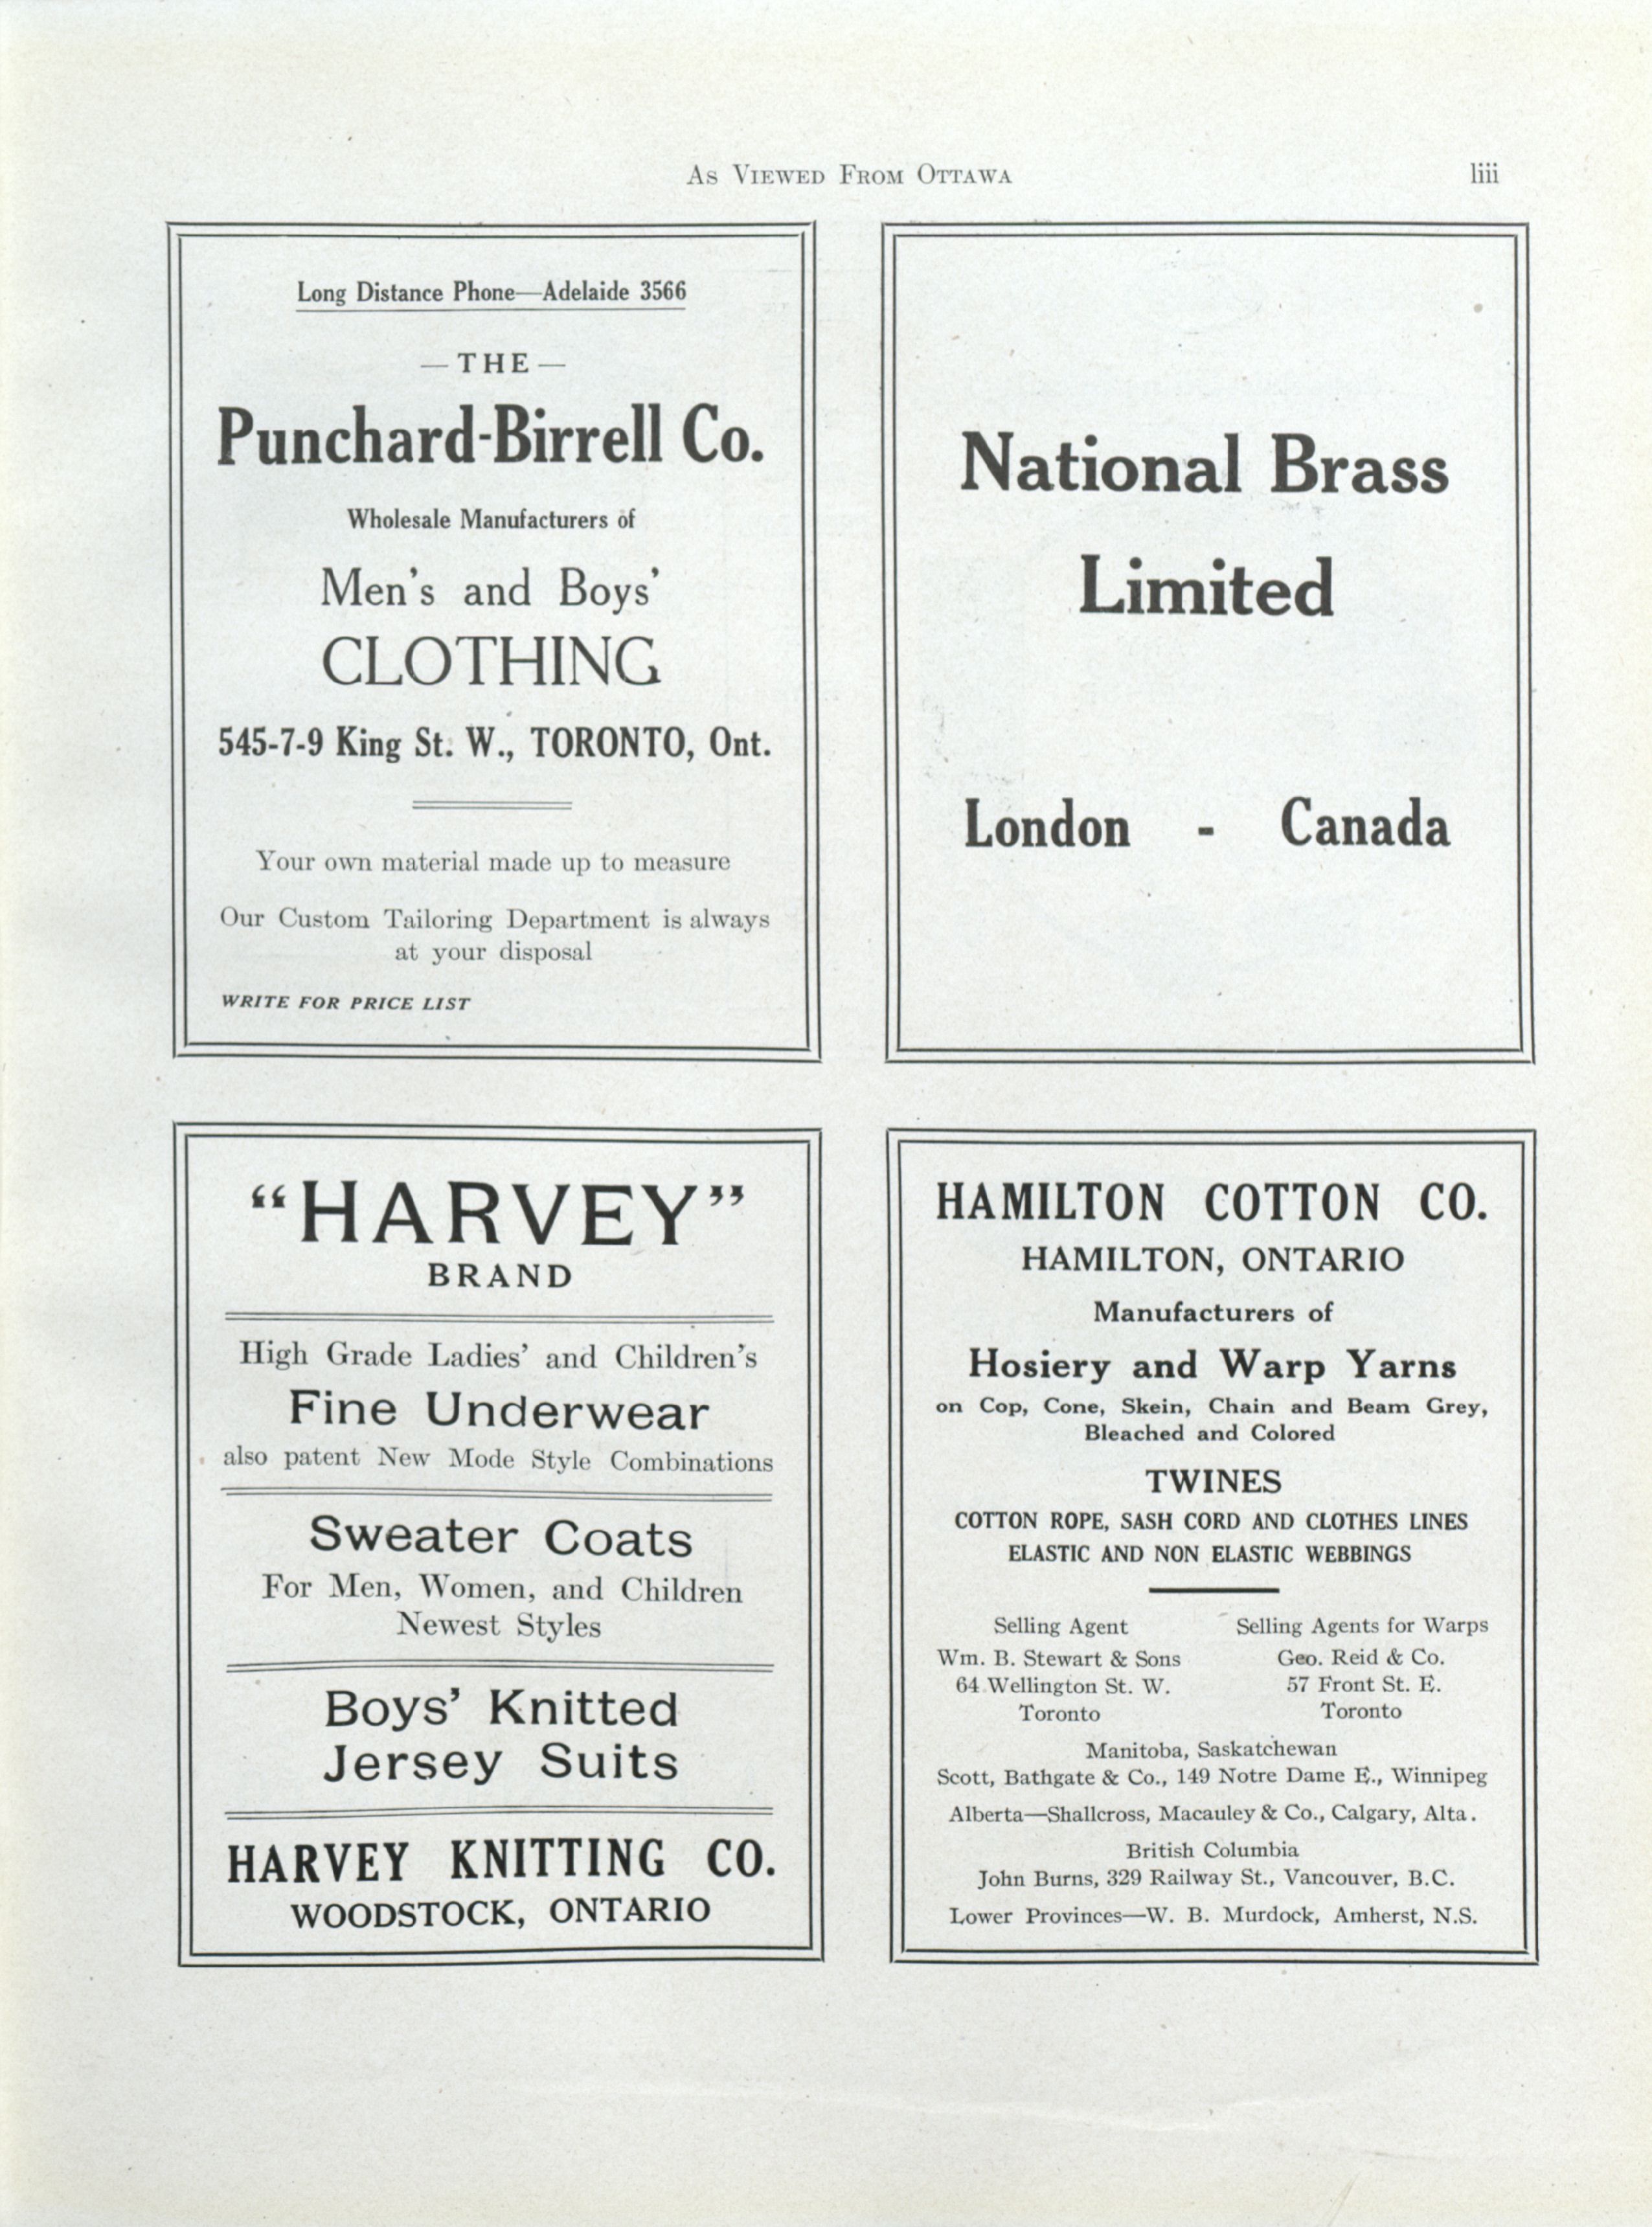 As Viewed From Ottawa
liii
Long Distance Phone—Adelaide 3566
—THE—
Punchard-Birrell Co.
Wholesale Manufacturers of
Men's and Boys'
CLOTHING
545-7-9 King St. W., TORONTO, Ont.
Your own material made up to measure
Our Custom Tailoring Department is always
at your disposal
WRITE FOR PRICE LIST
National Brass
Limited
London - Canada
“HARVEY”
BRAND
High Grade Ladies' and Children's
Fine Underwear
also patent New Mode Style Combinations
Sweater Coats
For Men, Women, and Children
Newest Styles
Boys' Knitted
Jersey Suits
HARVEY KNITTING CO.
WOODSTOCK, ONTARIO
HAMILTON COTTON CO.
HAMILTON, ONTARIO
Manufacturers of
Hosiery and Warp Yarns
on Cop, Cone, Skein, Chain and Beam Grey,
Bleached and Colored
TWINES
COTTON ROPE, SASH CORD AND CLOTHES LINES
ELASTIC AND NON ELASTIC WEBBINGS
Selling Agent
Wm. B. Stewart & Sons
64 Wellington St. W.
Toronto
Selling Agents for Warps
Geo. Reid & Co.
57 Front St. E.
Toronto
Manitoba, Saskatchewan
Scott, Bathgate & Co., 149 Notre Dame E., Winnipeg
Alberta—Shallcross, Macauley & Co., Calgary, Alta.
British Columbia
John Burns, 329 Railway St., Vancouver, B.C.
Lower Provinces—W. B. Murdock, Amherst, N.S.